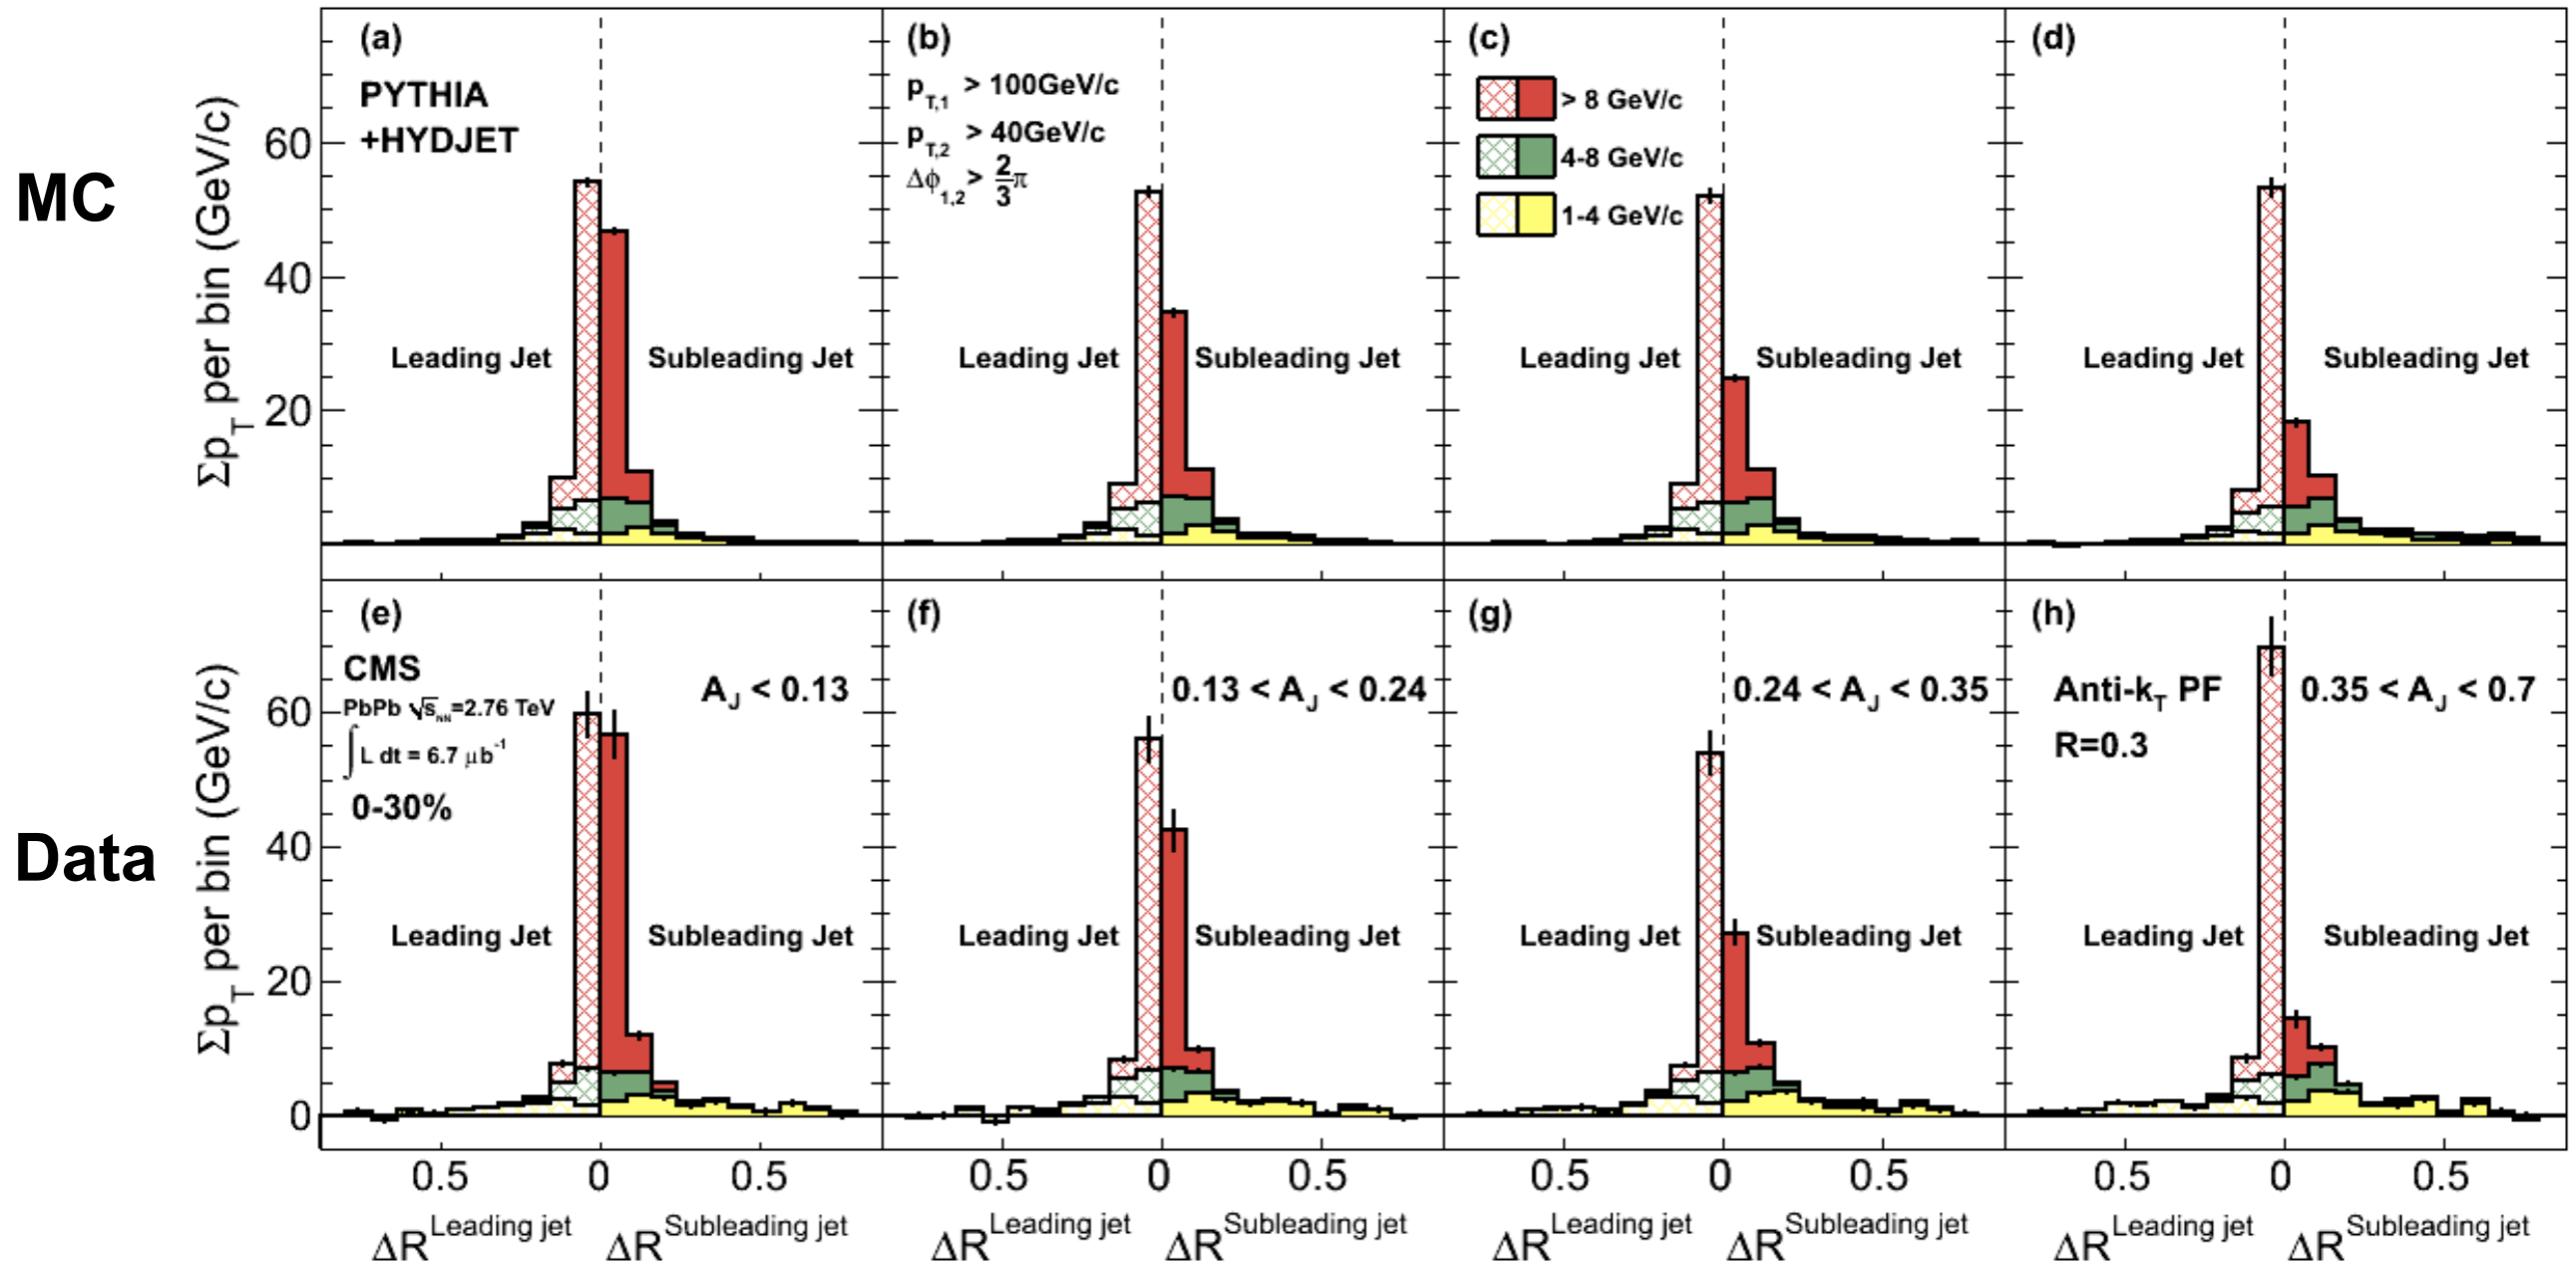 MC
Data
Σp_T per bin (GeV/c)
60
40
20
(a)
PYTHIA
+HYDJET
Leading Jet
Subleading Jet
(b)
p_T,1 > 100GeV/c
p_T,2 > 40GeV/c
Δϕ_1,2 > 2/3 π
Leading Jet
Subleading Jet
(c)
> 8 GeV/c
4-8 GeV/c
1-4 GeV/c
Leading Jet
Subleading Jet
(d)
Leading Jet
Subleading Jet
Σp_T per bin (GeV/c)
60
40
20
0
(e)
CMS
PbPb √s_NN=2.76 TeV
∫ L dt = 6.7 μb^-1
0-30%
A_J < 0.13
Leading Jet
Subleading Jet
(f)
0.13 < A_J < 0.24
Leading Jet
Subleading Jet
(g)
0.24 < A_J < 0.35
Leading Jet
Subleading Jet
(h)
Anti-k_T PF
R=0.3
0.35 < A_J < 0.7
Leading Jet
Subleading Jet
0.5 0 0.5 0.5 0 0.5 0.5 0 0.5 0.5 0 0.5
ΔR^Leading jet ΔR^Subleading jet ΔR^Leading jet ΔR^Subleading jet ΔR^Leading jet ΔR^Subleading jet ΔR^Leading jet ΔR^Subleading jet